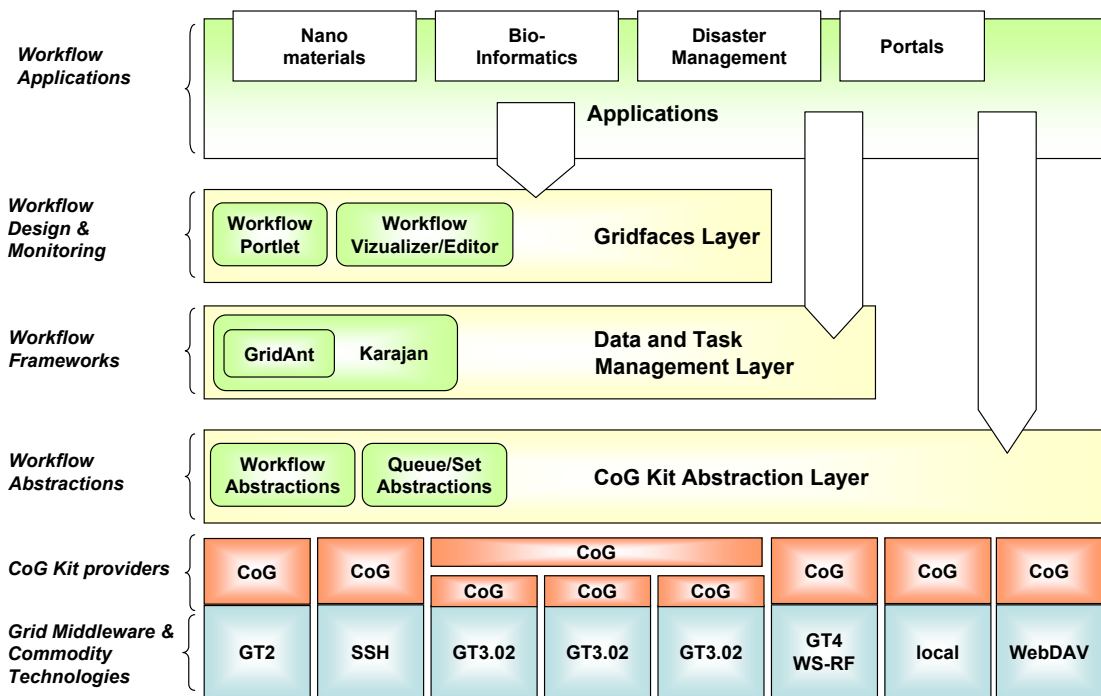 Workflow
Applications
Nano
materials
Bio-
Informatics
Disaster
Management
Portals
Applications
Workflow
Design &
Monitoring
Workflow
Portlet
Workflow
Vizualizer/Editor
Gridfaces Layer
Workflow
Frameworks
GridAnt
Karajan
Data and Task
Management Layer
Workflow
Abstractions
Workflow
Abstractions
Queue/Set
Abstractions
CoG Kit Abstraction Layer
CoG Kit providers
CoG
CoG
CoG
CoG
CoG
CoG
CoG
CoG
CoG
Grid Middleware &
Commodity
Technologies
GT2
SSH
GT3.02
GT3.02
GT3.02
GT4
WS-RF
local
WebDAV